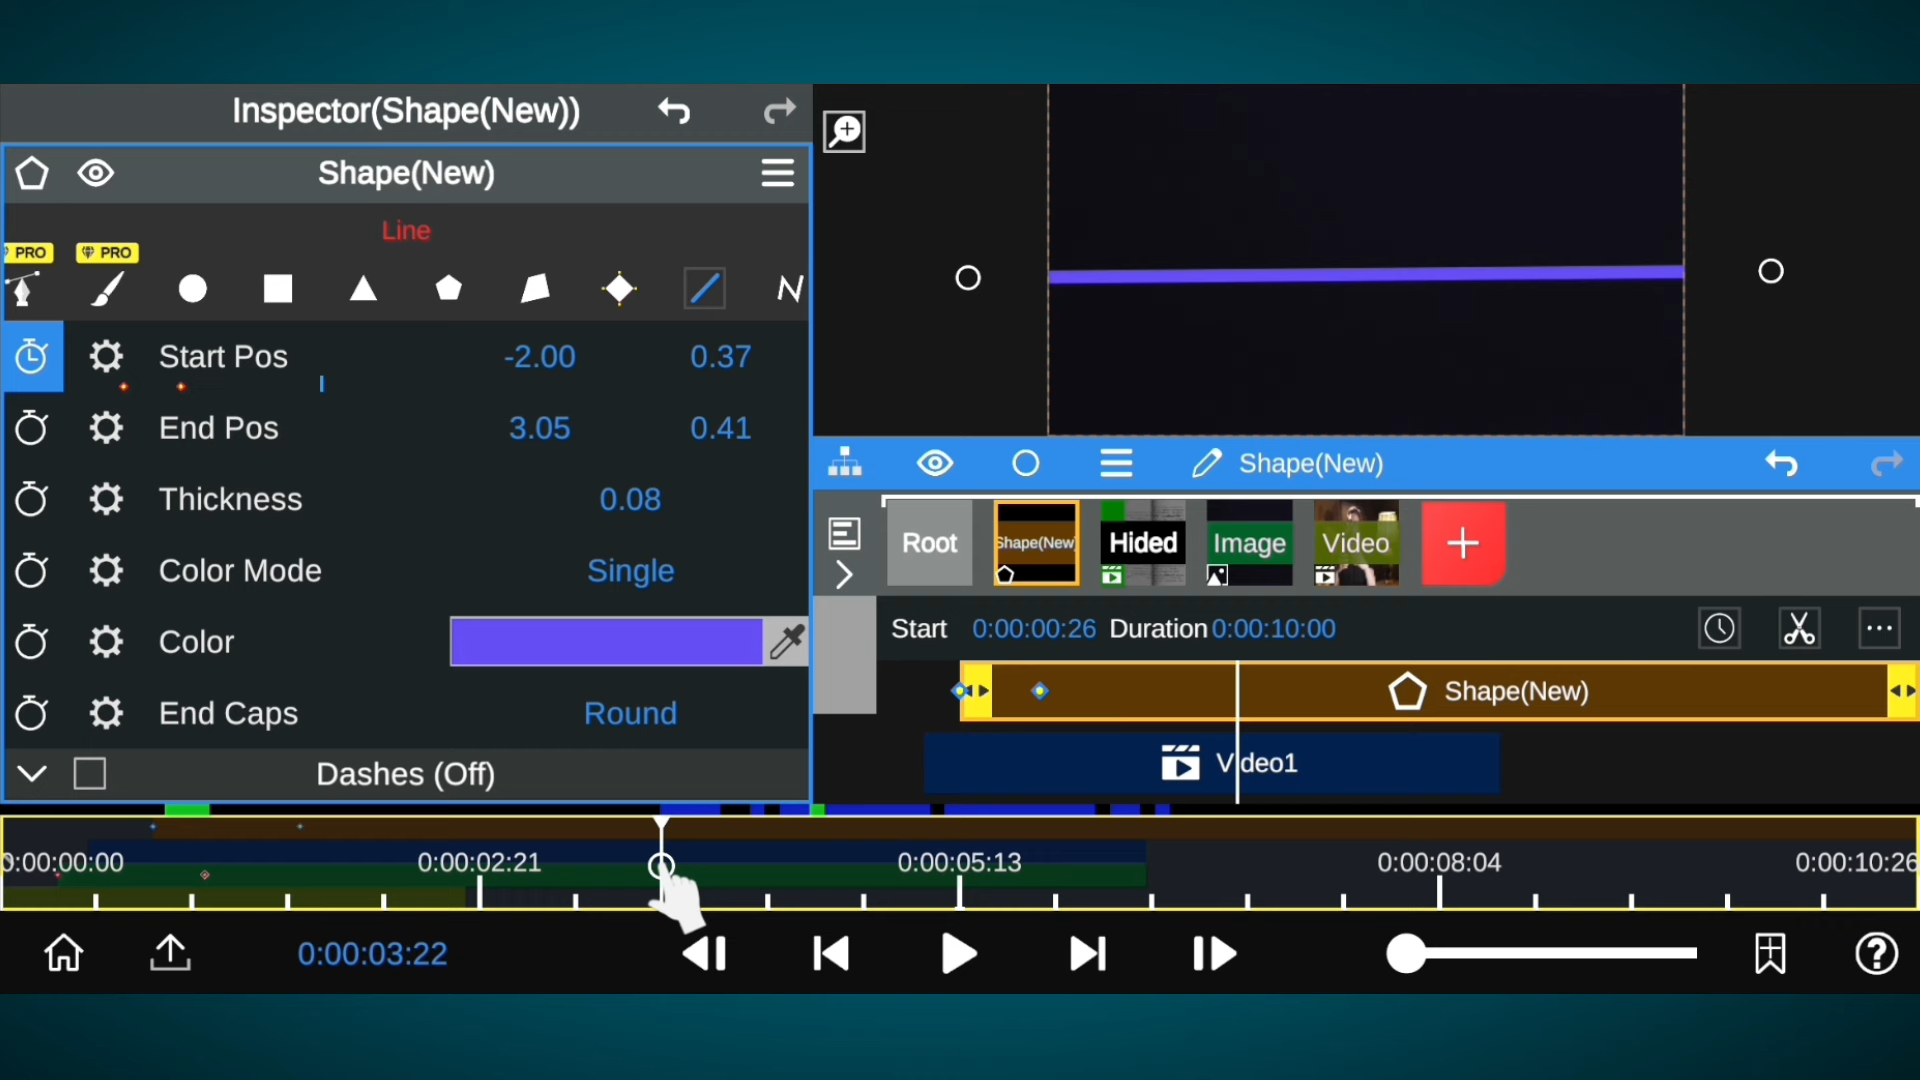 Inspector(Shape(New))
Shape(New)
Line
PRO
PRO
Start Pos -2.00 0.37
End Pos 3.05 0.41
Thickness 0.08
Color Mode Single
Color
End Caps Round
Dashes (Off)
Shape(New)
Root Shape(New) Hided Image Video
Start 0:00:00:26 Duration 0:00:10:00
Shape(New)
Video1
0:00:00:00 0:00:02:21 0:00:05:13 0:00:08:04 0:00:10:26
0:00:03:22